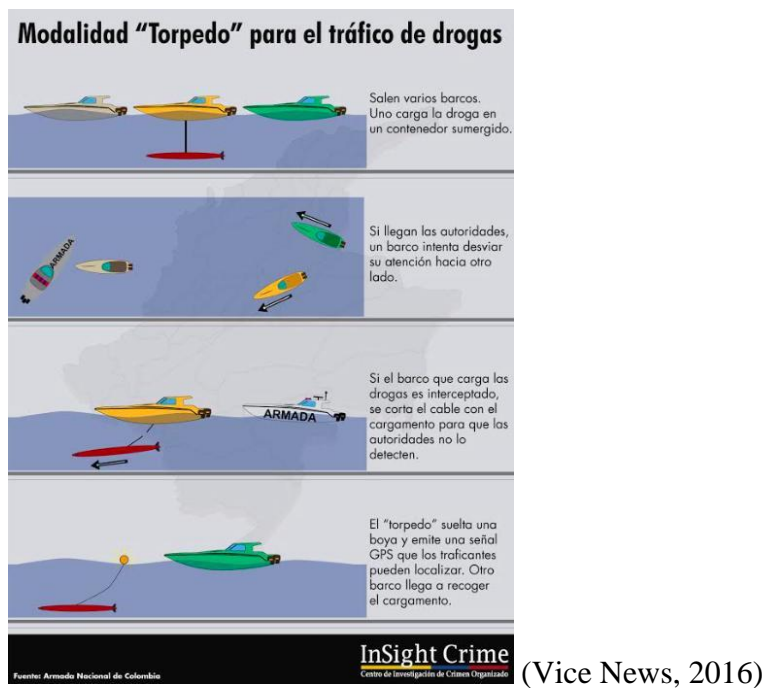 Modalidad “Torpedo” para el tráfico de drogas
Salen varios barcos.
Uno carga la droga en
un contenedor sumergido.
Si llegan las autoridades,
un barco intenta desviar
su atención hacia otro
lado.
ARMADA
Si el barco que carga las
drogas es interceptado,
se corta el cable con el
cargamento para que las
autoridades no lo
detecten.
ARMADA
El “torpedo” suelta una
boya y emite una señal
GPS que los traficantes
pueden localizar. Otro
barco llega a recoger
el cargamento.
Fuente: Armada Nacional de Colombia
InSight Crime
Centro de Investigación de Crimen Organizado
(Vice News, 2016)